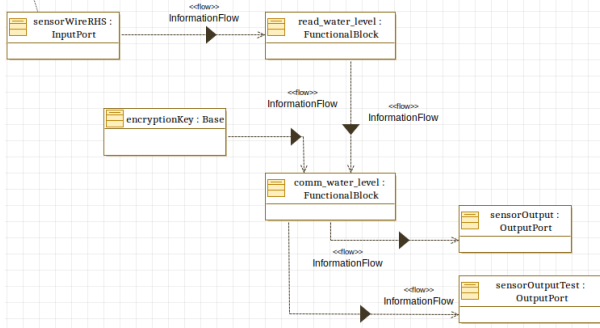 <<flow>>
InformationFlow
sensorWireRHS :
InputPort
read_water_level :
FunctionalBlock
<<flow>>
InformationFlow
<<flow>>
InformationFlow
encryptionKey : Base
comm_water_level :
FunctionalBlock
sensorOutput :
OutputPort
<<flow>>
InformationFlow
<<flow>>
InformationFlow
sensorOutputTest :
OutputPort